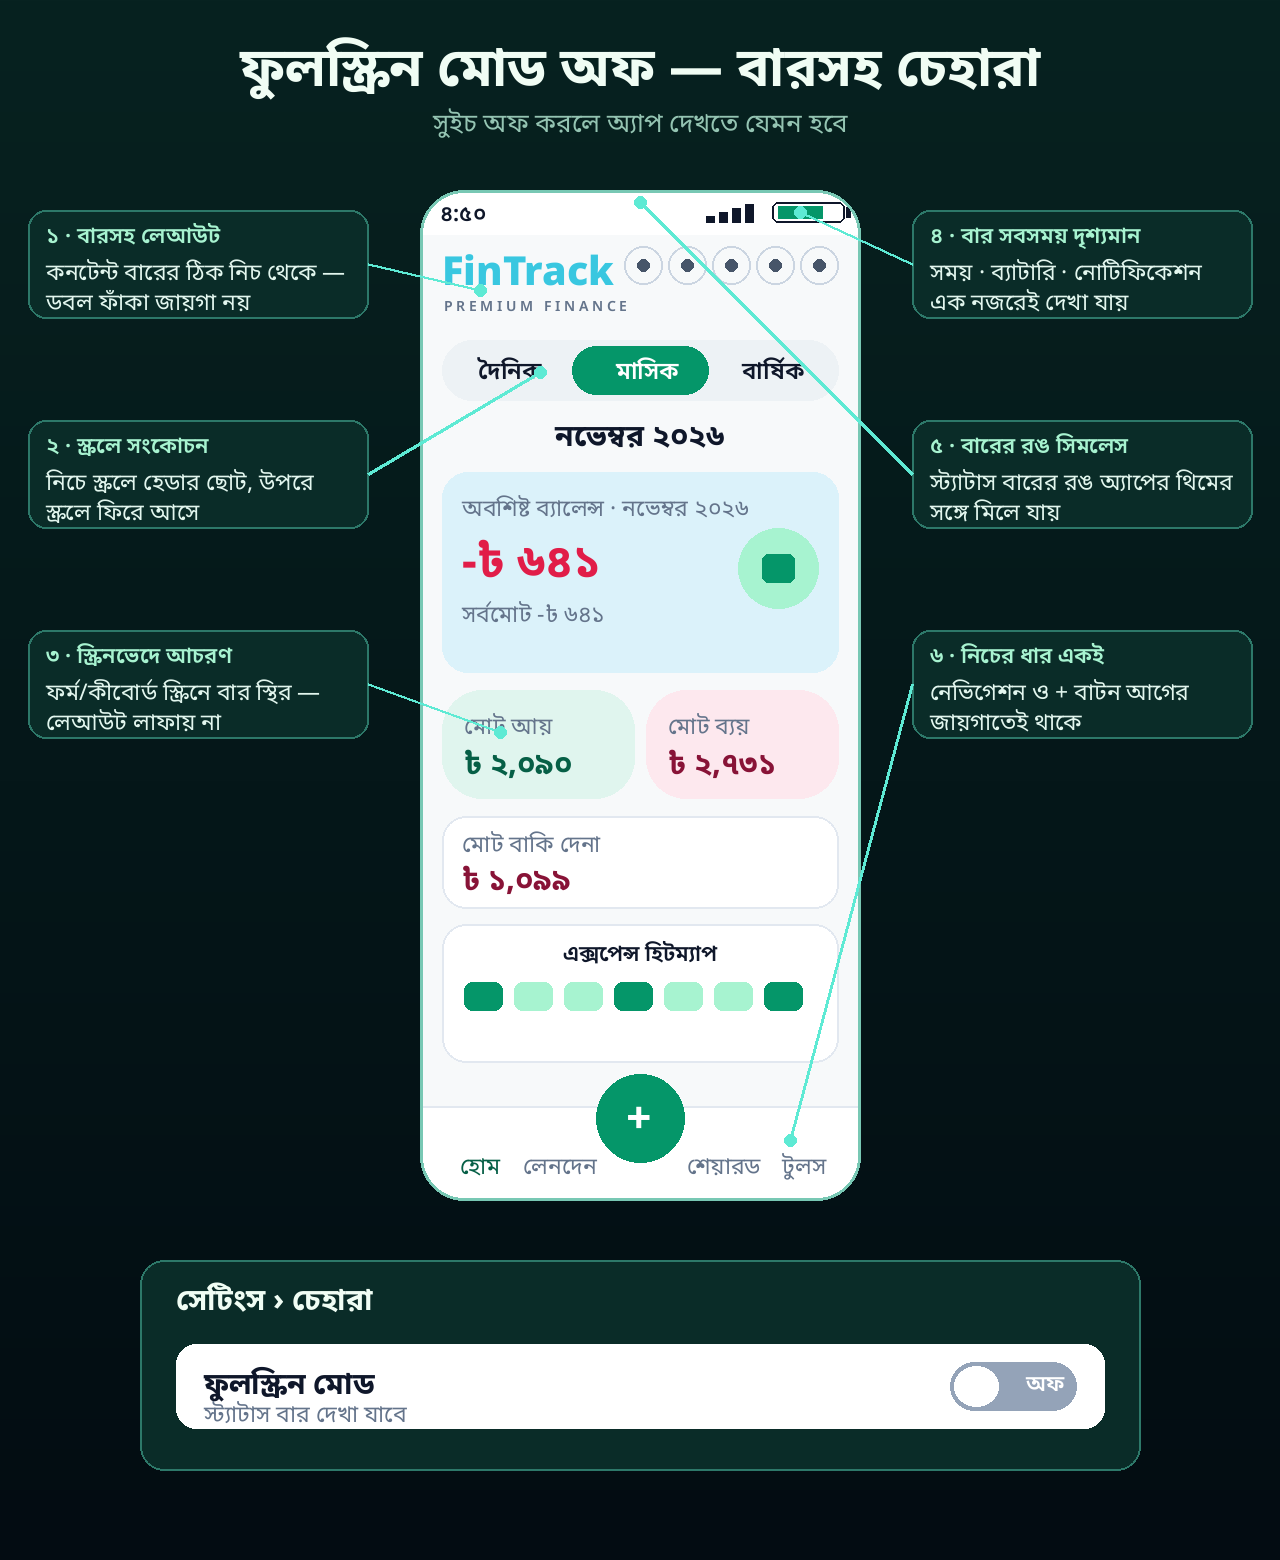 ফুলস্ক্রিন মোড অফ — বারসহ চেহারা
সুইচ অফ করলে অ্যাপ দেখতে যেমন হবে
১ · বারসহ লেআউট
কনটেন্ট বারের ঠিক নিচ থেকে —
ডবল ফাঁকা জায়গা নয়
২ · স্ক্রলে সংকোচন
নিচে স্ক্রলে হেডার ছোট, উপরে
স্ক্রলে ফিরে আসে
৩ · স্ক্রিনভেদে আচরণ
ফর্ম/কীবোর্ড স্ক্রিনে বার স্থির —
লেআউট লাফায় না
৪:৫০
FinTrack
PREMIUM FINANCE
দৈনিক মাসিক বার্ষিক
নভেম্বর ২০২৬
অবশিষ্ট ব্যালেন্স · নভেম্বর ২০২৬
-৳ ৬৪১
সর্বমোট -৳ ৬৪১
মোট আয় মোট ব্যয়
৳ ২,০৯০ ৳ ২,৭৩১
মোট বাকি দেনা
৳ ১,০৯৯
এক্সপেন্স হিটম্যাপ
+
হোম লেনদেন শেয়ারড টুলস
৪ · বার সবসময় দৃশ্যমান
সময় · ব্যাটারি · নোটিফিকেশন
এক নজরেই দেখা যায়
৫ · বারের রঙ সিমলেস
স্ট্যাটাস বারের রঙ অ্যাপের থিমের
সঙ্গে মিলে যায়
৬ · নিচের ধার একই
নেভিগেশন ও + বাটন আগের
জায়গাতেই থাকে
সেটিংস › চেহারা
ফুলস্ক্রিন মোড
অফ
স্ট্যাটাস বার দেখা যাবে